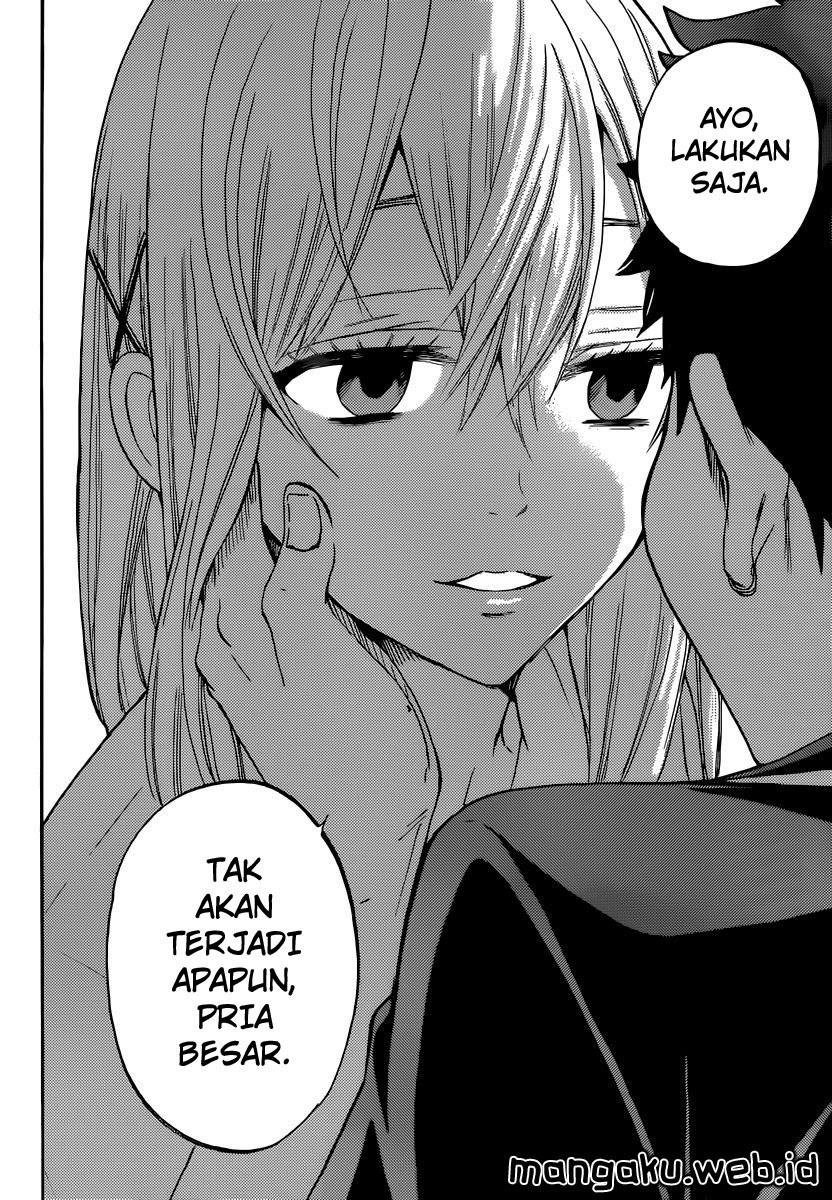 AYO,
LAKUKAN
SAJA.
TAK
AKAN
TERJADI
APAPUN,
PRIA
BESAR.
mangaku.web.id